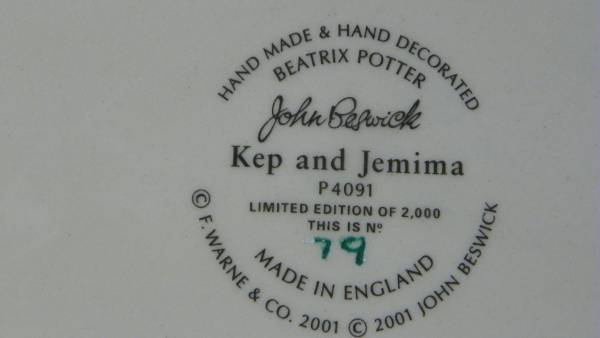 HAND MADE & HAND DECORATED
BEATRIX POTTER
John Beswick
Kep and Jemima
P4091
LIMITED EDITION OF 2,000
THIS IS Nº
79
MADE IN ENGLAND
© F. WARNE & CO. 2001 © 2001 JOHN BESWICK